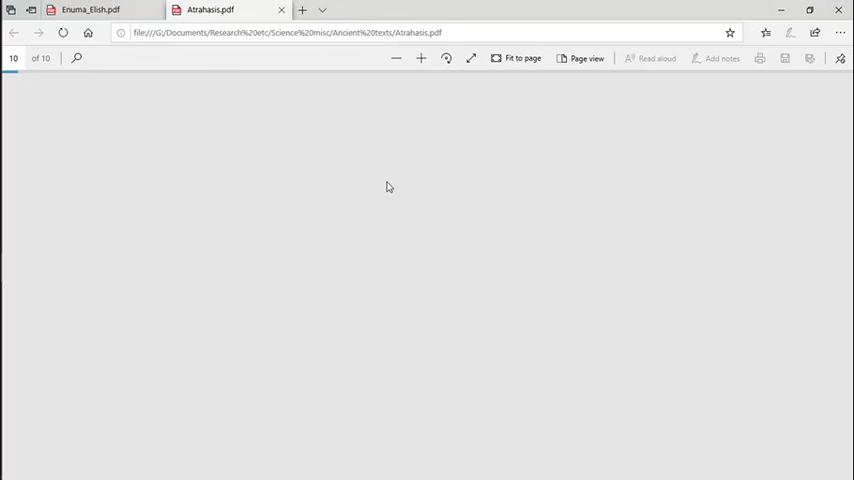 Enuma_Elish.pdf Atrahasis.pdf
file:///G:/Documents/Research%20etc/Science%20misc/Ancient%20texts/Atrahasis.pdf
10 of 10 Fit to page Page view Read aloud Add notes